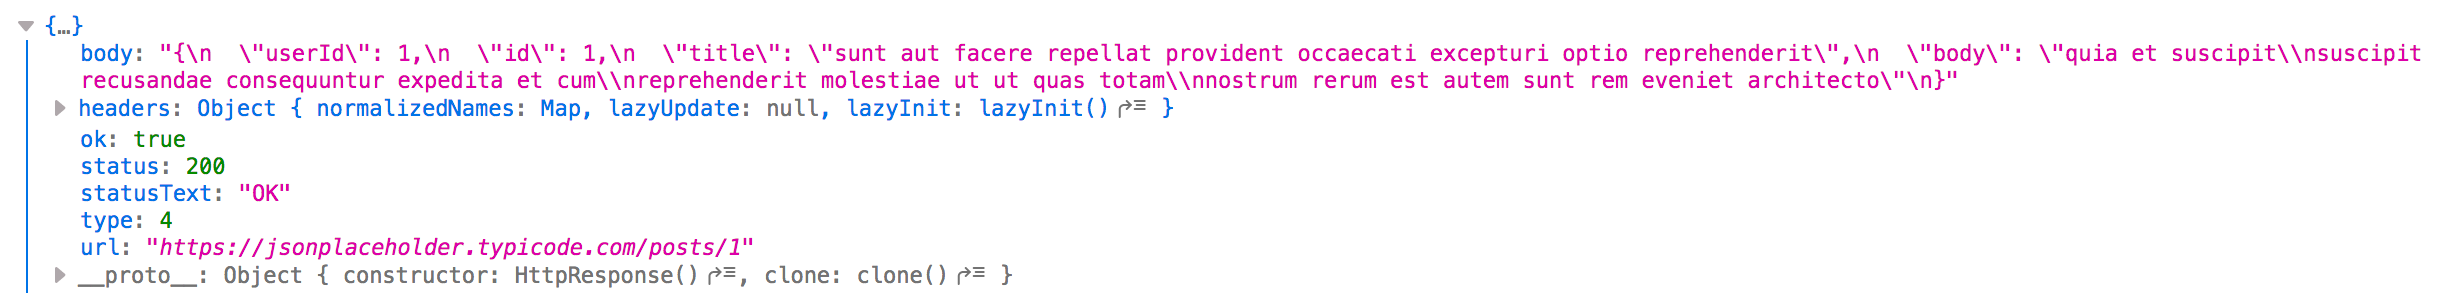 {…}
body: "{\n  \"userId\": 1,\n  \"id\": 1,\n  \"title\": \"sunt aut facere repellat provident occaecati excepturi optio reprehenderit\",\n  \"body\": \"quia et suscipit\\nsuscipit
recusandae consequuntur expedita et cum\\nreprehenderit molestiae ut ut quas totam\\nnostrum rerum est autem sunt rem eveniet architecto\"\n}"
headers: Object { normalizedNames: Map, lazyUpdate: null, lazyInit: lazyInit() }
ok: true
status: 200
statusText: "OK"
type: 4
url: "https://jsonplaceholder.typicode.com/posts/1"
__proto__: Object { constructor: HttpResponse(), clone: clone() }